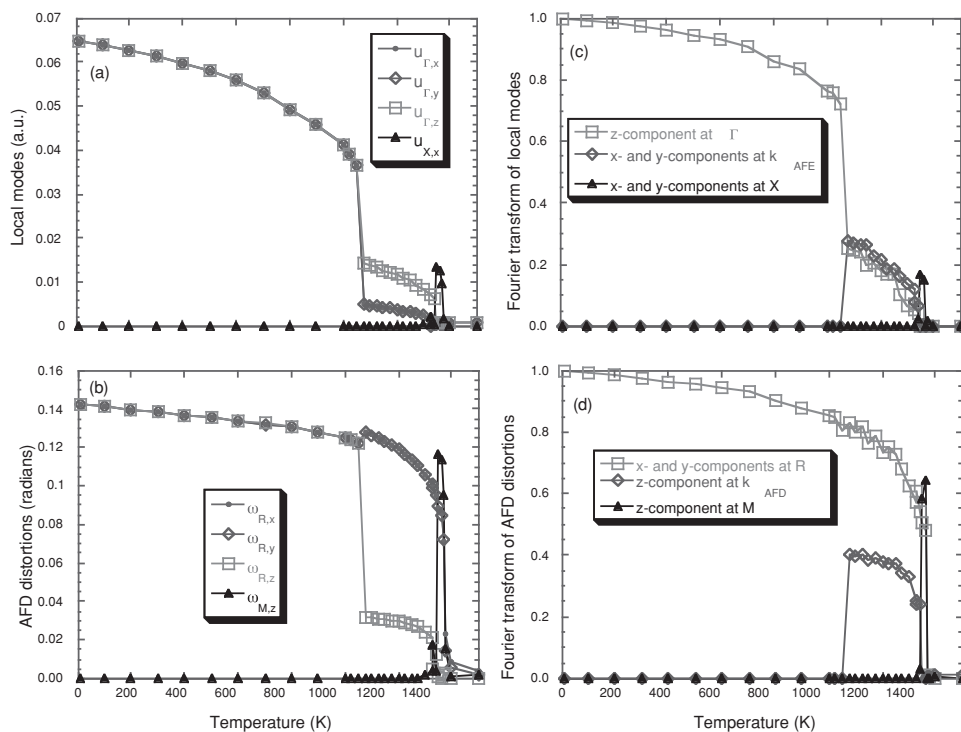 0.07
0.06
0.05
0.04
0.03
0.02
0.01
0
Local modes (a.u.)
(a)
u Γ,x
u Γ,y
u Γ,z
u X,x
1.0
0.8
0.6
0.4
0.2
0.0
Fourier transform of local modes
(c)
z-component at Γ
x- and y-components at k AFE
x- and y-components at X
0.16
0.14
0.12
0.10
0.08
0.06
0.04
0.02
0.00
AFD distortions (radians)
(b)
ω R,x
ω R,y
ω R,z
ω M,z
0 200 400 600 800 1000 1200 1400
Temperature (K)
1.0
0.8
0.6
0.4
0.2
0.0
Fourier transform of AFD distortions
(d)
x- and y-components at R
z-component at k AFD
z-component at M
0 200 400 600 800 1000 1200 1400
Temperature (K)